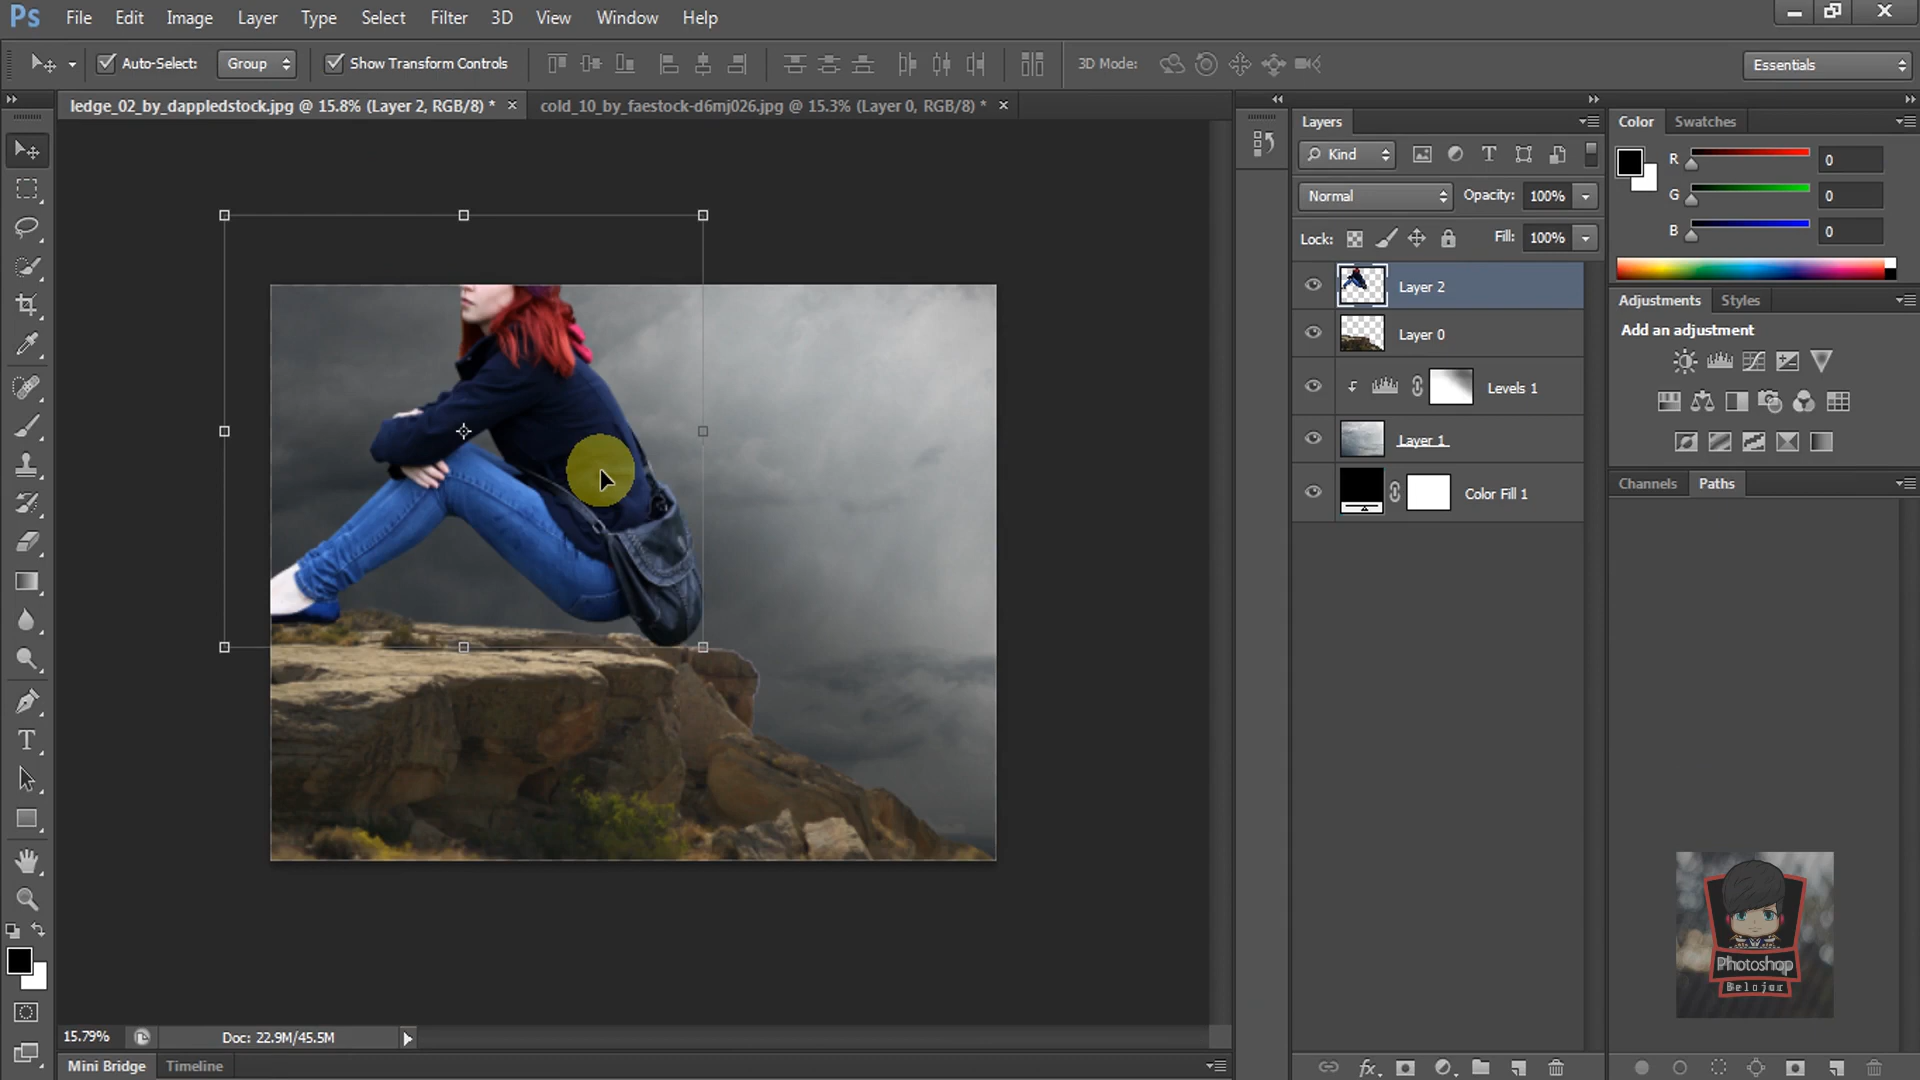 Ps File Edit Image Layer Type Select Filter 3D View Window Help
Auto-Select: Group Show Transform Controls 3D Mode: Essentials
ledge_02_by_dappledstock.jpg @ 15.8% (Layer 2, RGB/8) * × cold_10_by_faestock-d6mj026.jpg @ 15.3% (Layer 0, RGB/8) * ×
Layers
Kind
Normal Opacity: 100%
Lock: Fill: 100%
Layer 2
Layer 0
Levels 1
Layer 1
Color Fill 1
Color Swatches
R 0
G 0
B 0
Adjustments Styles
Add an adjustment
Channels Paths
Photoshop
Belajar
15.79% Doc: 22.9M/45.5M
Mini Bridge Timeline
fx